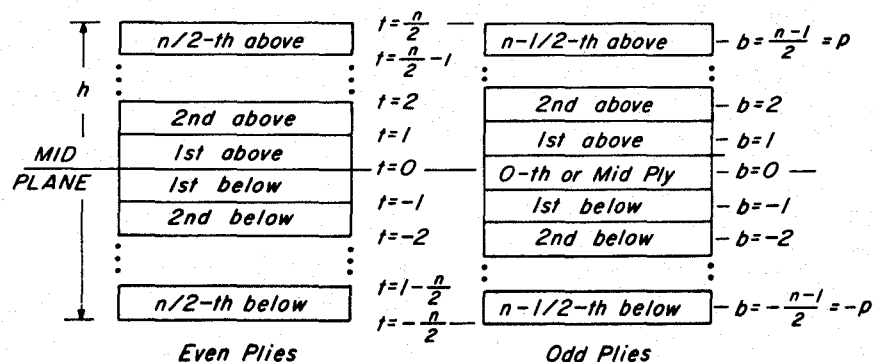 t=n/2
n/2-th above
n-1/2-th above
b=n-1/2=p
t=n/2-1
h
t=2
2nd above
2nd above
b=2
t=1
1st above
1st above
b=1
MID PLANE
t=0
0-th or Mid Ply
b=0
1st below
t=-1
1st below
b=-1
2nd below
t=-2
2nd below
b=-2
t=1-n/2
n/2-th below
n-1/2-th below
b=-n-1/2=-p
t=-n/2
Even Plies
Odd Plies